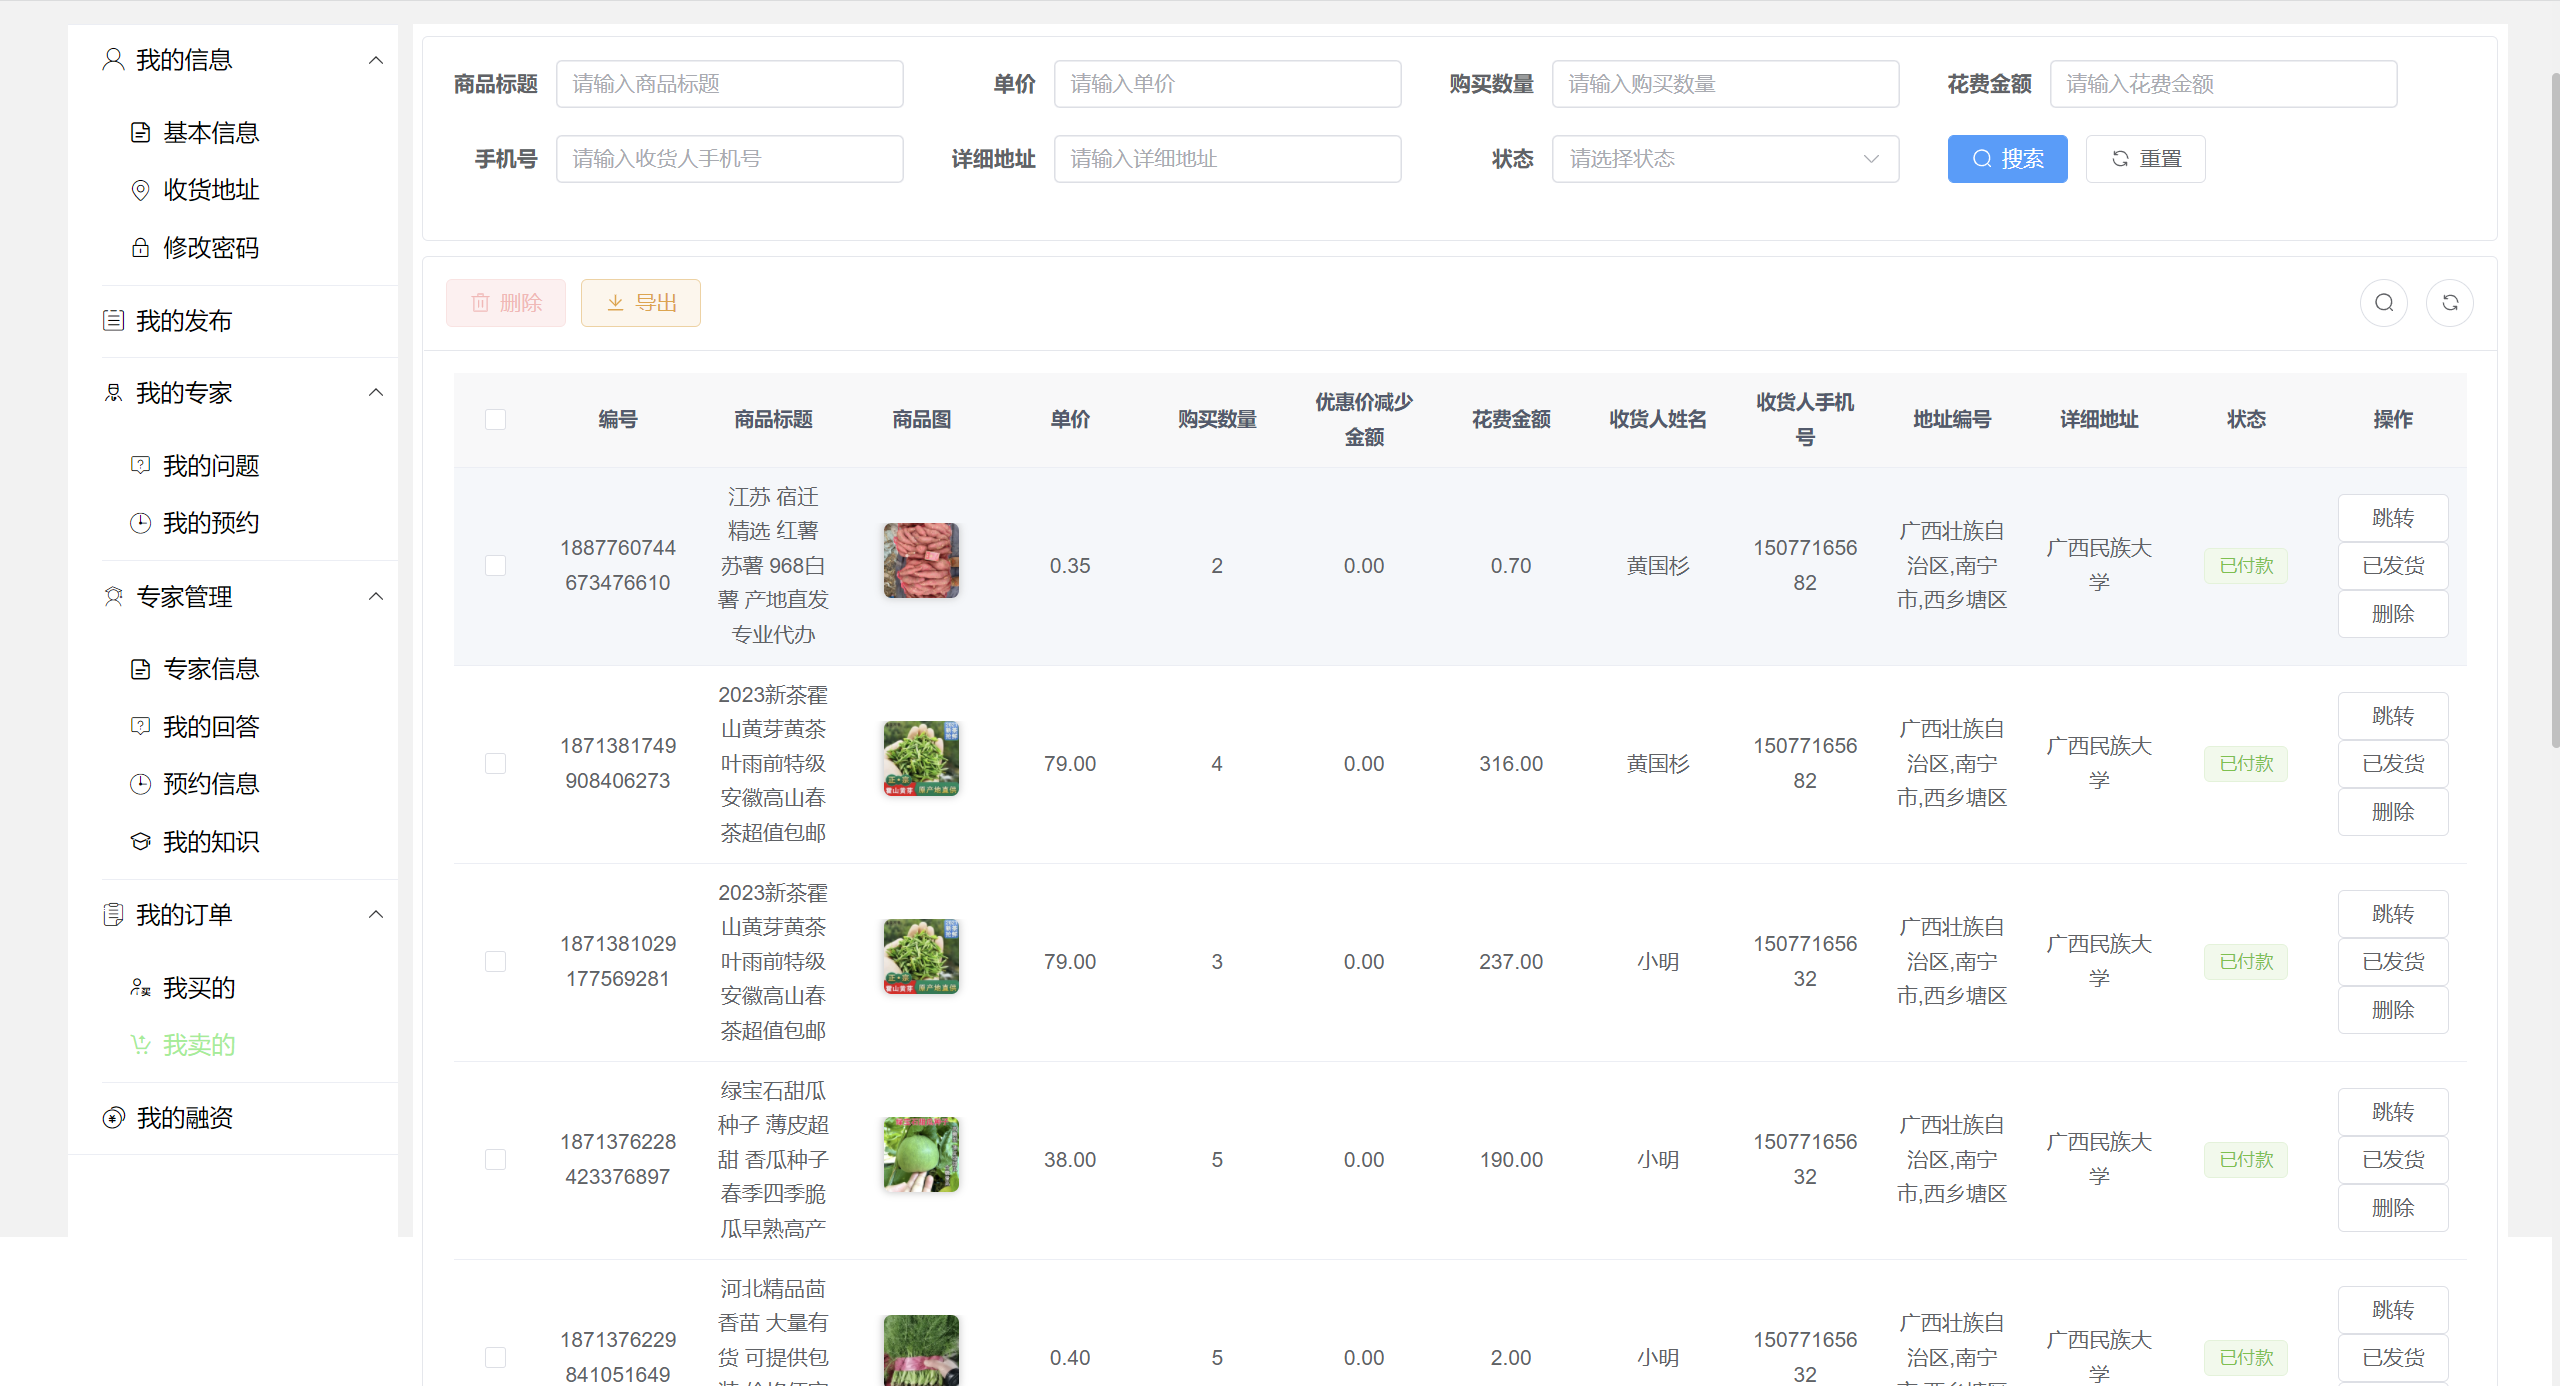 我的信息
基本信息
收货地址
修改密码
我的发布
我的专家
我的问题
我的预约
专家管理
专家信息
我的回答
预约信息
我的知识
我的订单
我买的
我卖的
我的融资
商品标题 请输入商品标题 单价 请输入单价 购买数量 请输入购买数量 花费金额 请输入花费金额
手机号 请输入收货人手机号 详细地址 请输入详细地址 状态 请选择状态 搜索 重置
删除 导出
编号 商品标题 商品图 单价 购买数量 优惠价减少
金额 花费金额 收货人姓名 收货人手机
号 地址编号 详细地址 状态 操作
1887760744
673476610
江苏 宿迁
精选 红薯
苏薯 968白
薯 产地直发
专业代办
0.35
2
0.00
0.70
黄国杉
150771656
82
广西壮族自
治区,南宁
市,西乡塘区
广西民族大
学
已付款
跳转
已发货
删除
1871381749
908406273
2023新茶霍
山黄芽黄茶
叶雨前特级
安徽高山春
茶超值包邮
79.00
4
0.00
316.00
黄国杉
150771656
82
广西壮族自
治区,南宁
市,西乡塘区
广西民族大
学
已付款
跳转
已发货
删除
1871381029
177569281
2023新茶霍
山黄芽黄茶
叶雨前特级
安徽高山春
茶超值包邮
79.00
3
0.00
237.00
小明
150771656
32
广西壮族自
治区,南宁
市,西乡塘区
广西民族大
学
已付款
跳转
已发货
删除
1871376228
423376897
绿宝石甜瓜
种子 薄皮超
甜 香瓜种子
春季四季脆
瓜早熟高产
38.00
5
0.00
190.00
小明
150771656
32
广西壮族自
治区,南宁
市,西乡塘区
广西民族大
学
已付款
跳转
已发货
删除
1871376229
841051649
河北精品茴
香苗 大量有
货 可提供包
0.40
5
0.00
2.00
小明
150771656
32
广西壮族自
治区,南宁
广西民族大
学
已付款
跳转
已发货